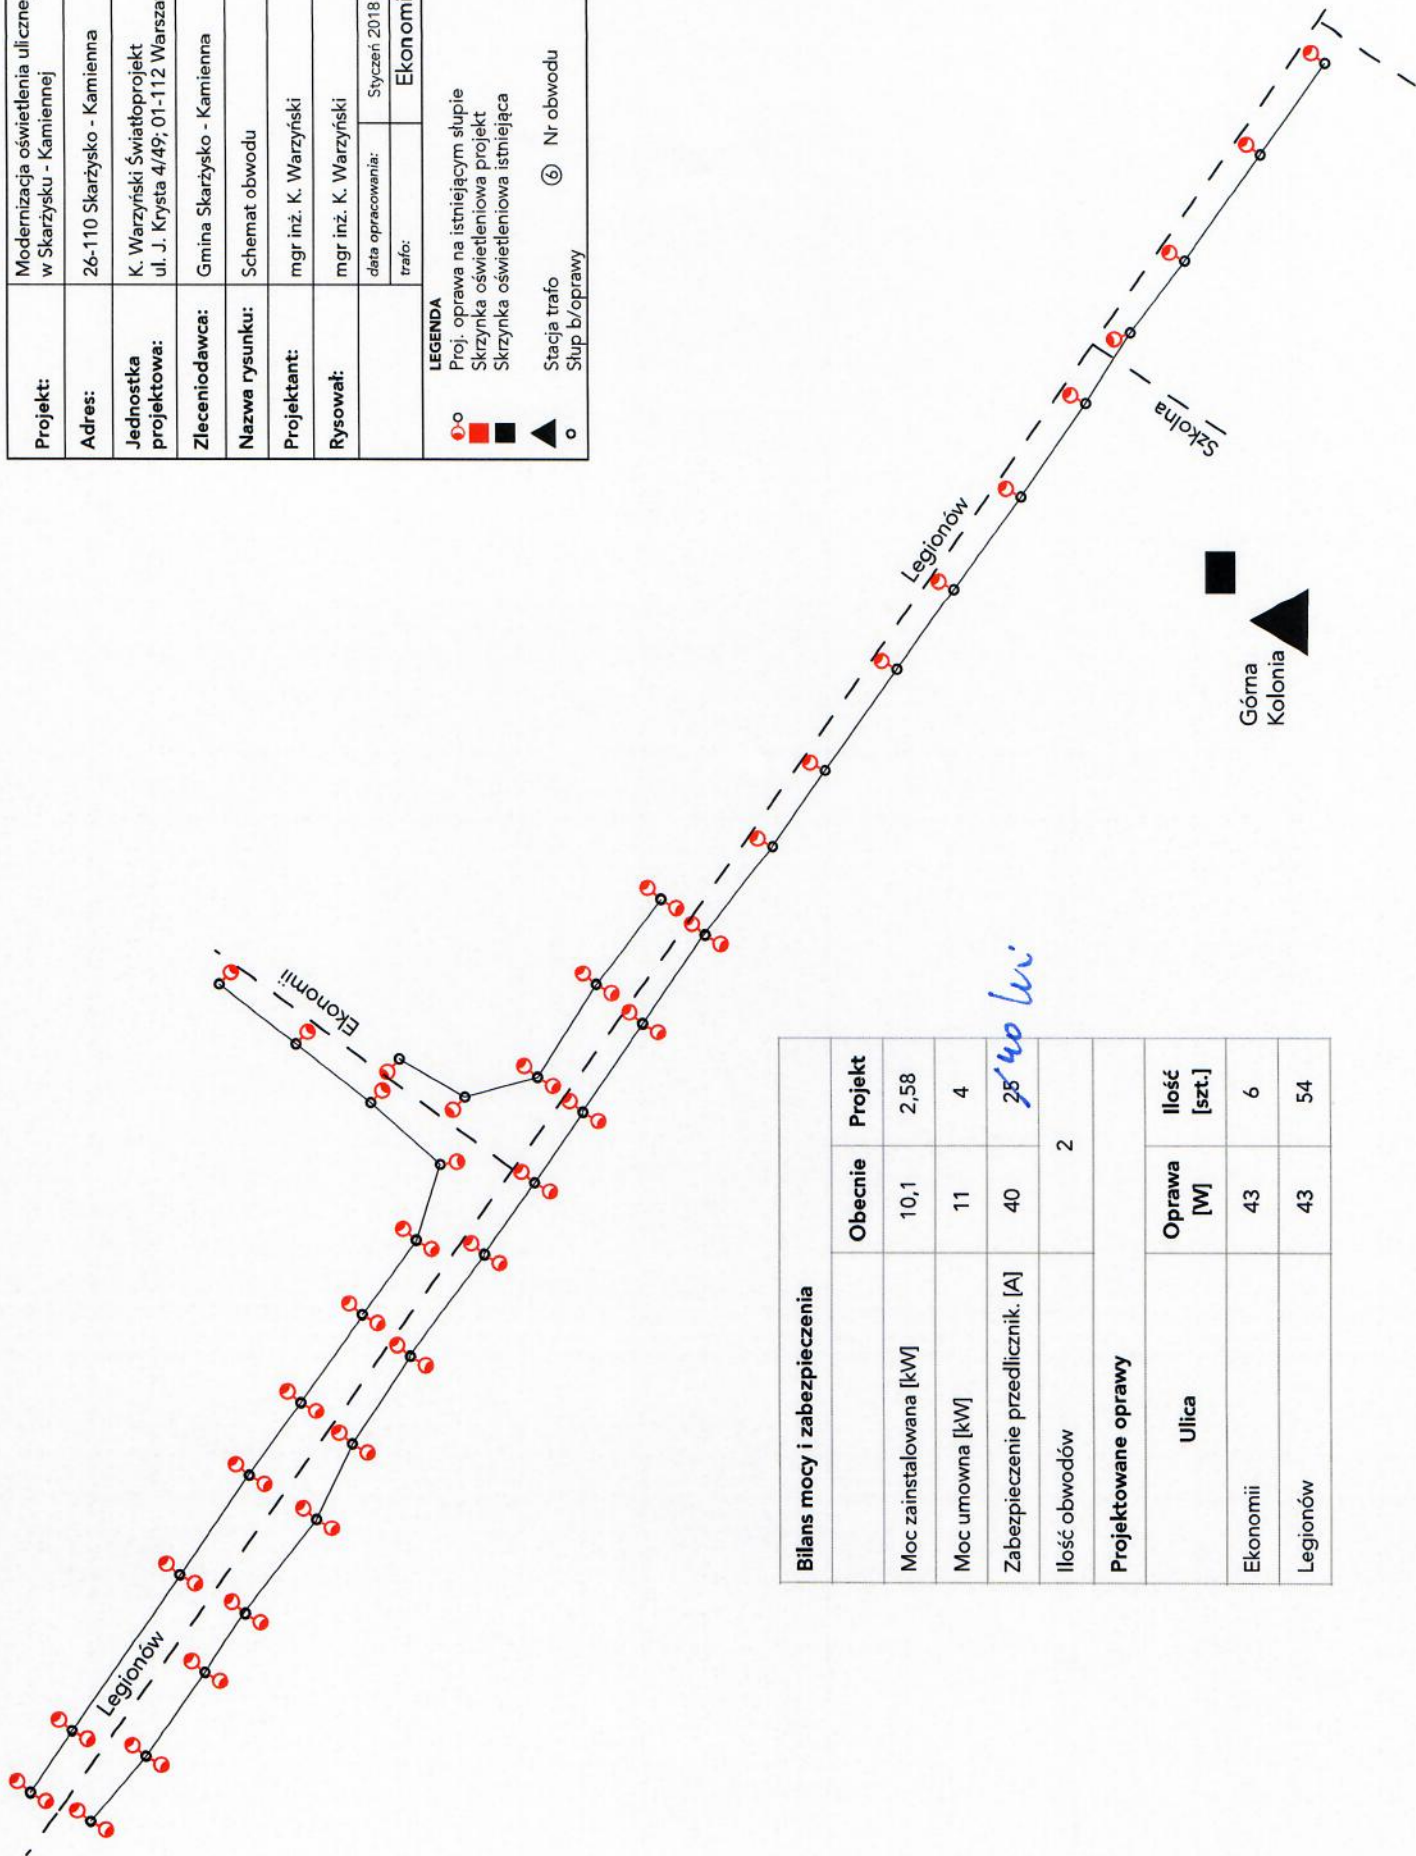 Projekt:
Modernizacja oświetlenia uliczne
w Skarżysku - Kamiennej
Adres:
26-110 Skarżysko - Kamienna
Jednostka
projektowa:
K. Warzyński Światłoprojekt
ul. J. Krysta 4/49; 01-112 Warsza
Zleceniodawca:
Gmina Skarżysko - Kamienna
Nazwa rysunku:
Schemat obwodu
Projektant:
mgr inż. K. Warzyński
Rysował:
mgr inż. K. Warzyński
data opracowania:
Styczeń 2018
trafo:
Ekonomi
LEGENDA
Proj. oprawa na istniejącym słupie
Skrzynka oświetleniowa projekt
Skrzynka oświetleniowa istniejąca
Stacja trafo
6 Nr obwodu
Słup b/oprawy
Legionów
Ekonomii
Legionów
Szkolna
Górna
Kolonia
Bilans mocy i zabezpieczenia
Obecnie Projekt
Moc zainstalowana [kW] 10,1 2,58
Moc umowna [kW] 11 4
Zabezpieczenie przedlicznik. [A] 40 25 40
Ilość obwodów 2
Projektowane oprawy
Ulica
Oprawa
[W]
Ilość
[szt.]
Ekonomii 43 6
Legionów 43 54